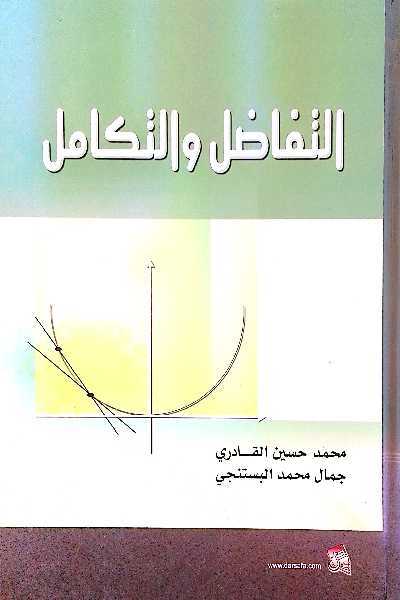 التفاضل والتكامل
محمد حسين القادري
جمال محمد البستنجي
www.darsafa.com